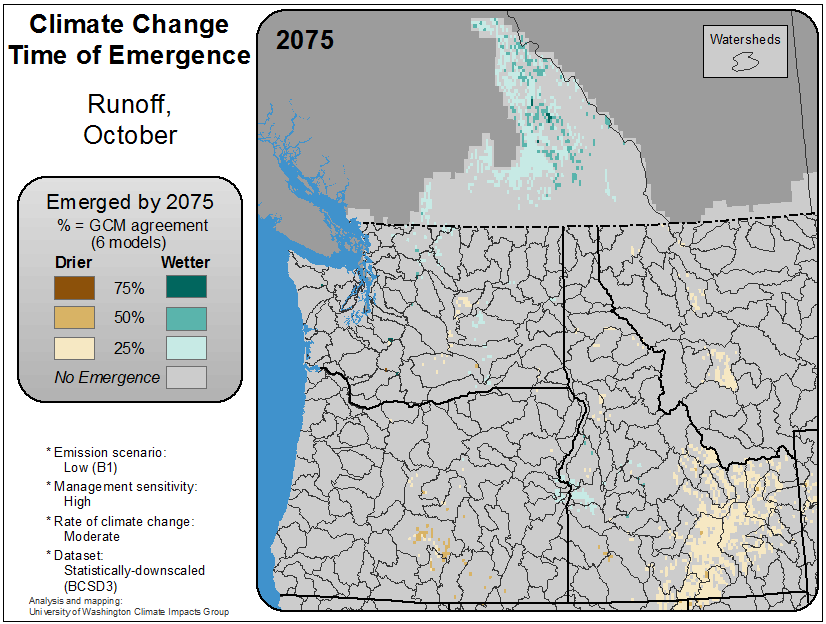 Climate Change
Time of Emergence
Runoff,
October
Emerged by 2075
% = GCM agreement
(6 models)
Drier Wetter
75%
50%
25%
No Emergence
* Emission scenario:
Low (B1)
* Management sensitivity:
High
* Rate of climate change:
Moderate
* Dataset:
Statistically-downscaled
(BCSD3)
Analysis and mapping:
University of Washington Climate Impacts Group
2075
Watersheds